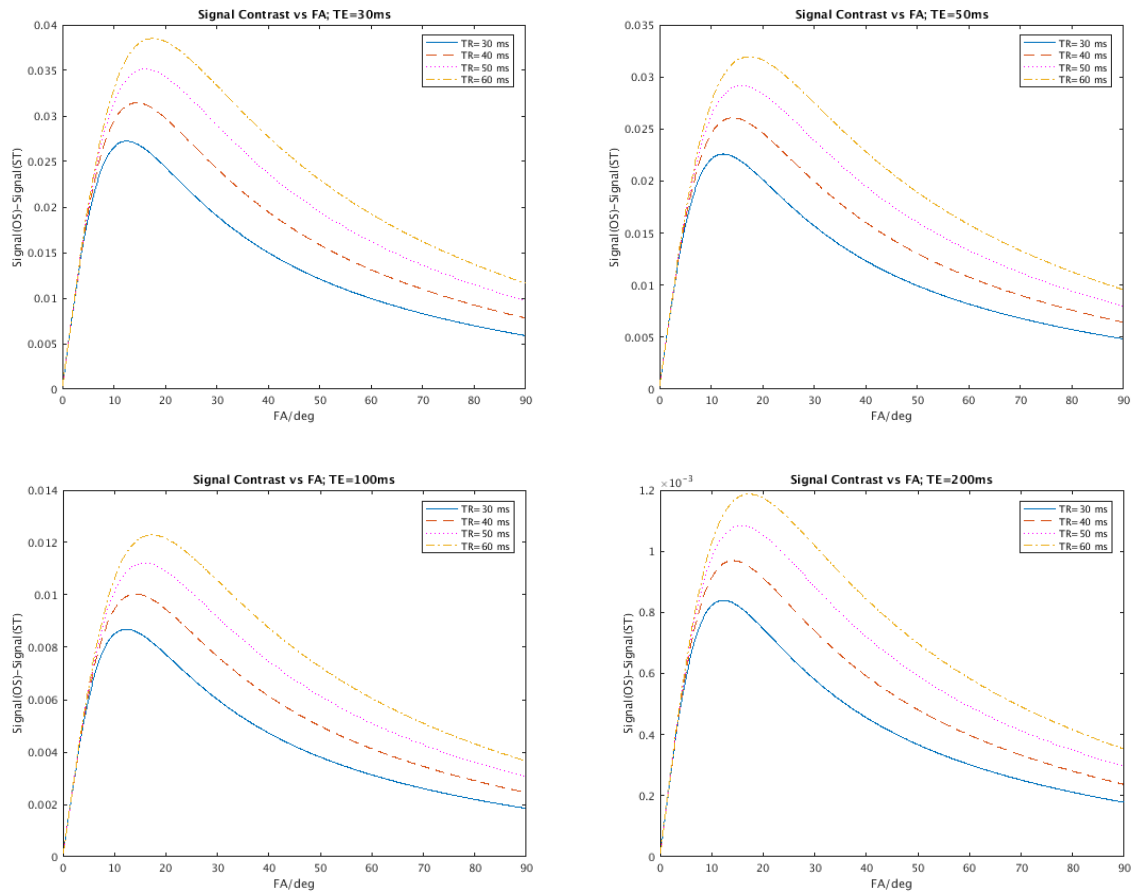 Signal Contrast vs FA; TE=30ms
0.04
0.035
0.03
0.025
0.02
0.015
0.01
0.005
0
Signal(OS)-Signal(ST)
TR= 30 ms
TR= 40 ms
TR= 50 ms
TR= 60 ms
0 10 20 30 40 50 60 70 80 90
FA/deg
Signal Contrast vs FA; TE=50ms
0.035
0.03
0.025
0.02
0.015
0.01
0.005
0
Signal(OS)-Signal(ST)
TR= 30 ms
TR= 40 ms
TR= 50 ms
TR= 60 ms
0 10 20 30 40 50 60 70 80 90
FA/deg
Signal Contrast vs FA; TE=100ms
0.014
0.012
0.01
0.008
0.006
0.004
0.002
0
Signal(OS)-Signal(ST)
TR= 30 ms
TR= 40 ms
TR= 50 ms
TR= 60 ms
0 10 20 30 40 50 60 70 80 90
FA/deg
Signal Contrast vs FA; TE=200ms
×10⁻³
1.2
1
0.8
0.6
0.4
0.2
0
Signal(OS)-Signal(ST)
TR= 30 ms
TR= 40 ms
TR= 50 ms
TR= 60 ms
0 10 20 30 40 50 60 70 80 90
FA/deg